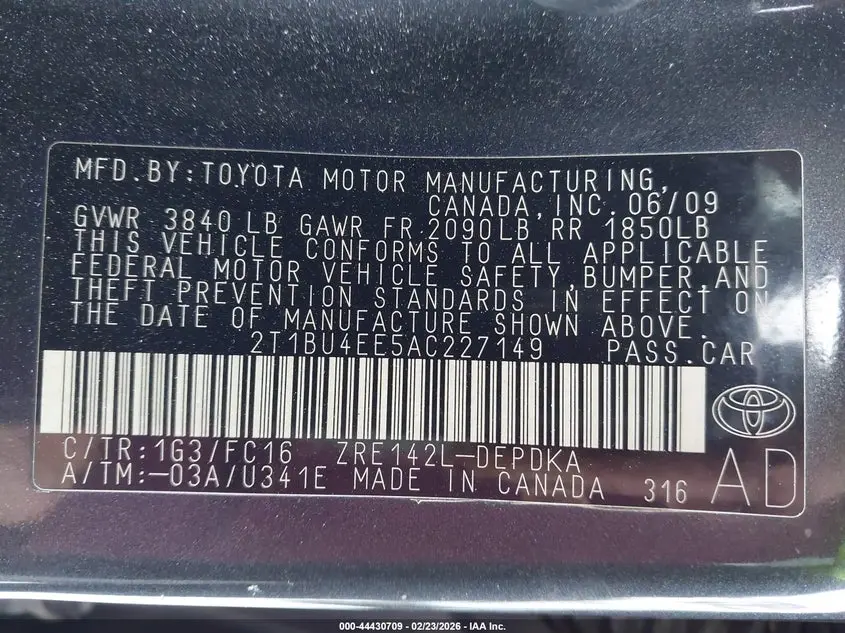 MFD.BY:TOYOTA MOTOR MANUFACTURING,
CANADA,INC. 06/09
GVWR 3840 LB GAWR FR 2090LB RR 1850LB
THIS VEHICLE CONFORMS TO ALL APPLICABLE
FEDERAL MOTOR VEHICLE SAFETY,BUMPER,AND
THEFT PREVENTION STANDARDS IN EFFECT ON
THE DATE OF MANUFACTURE SHOWN ABOVE.
2T1BU4EE5AC227149 PASS.CAR
C/TR:1G3/FC16 ZRE142L-DEPDKA
A/TM:-03A/U341E MADE IN CANADA 316 AD
000-44430709 - 02/23/2026 - IAA Inc.